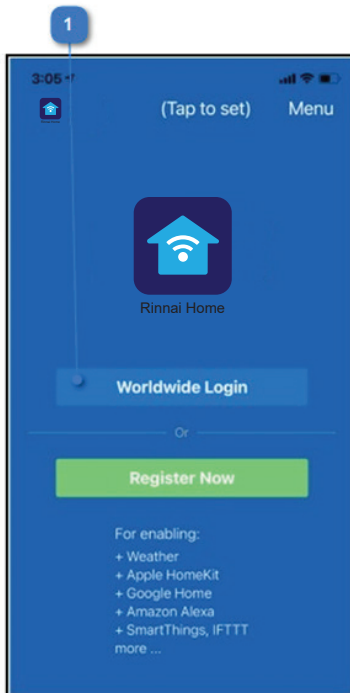 1
3:05
(Tap to set) Menu
Rinnai Home
Worldwide Login
Or
Register Now
For enabling:
+ Weather
+ Apple HomeKit
+ Google Home
+ Amazon Alexa
+ SmartThings, IFTTT
more ...